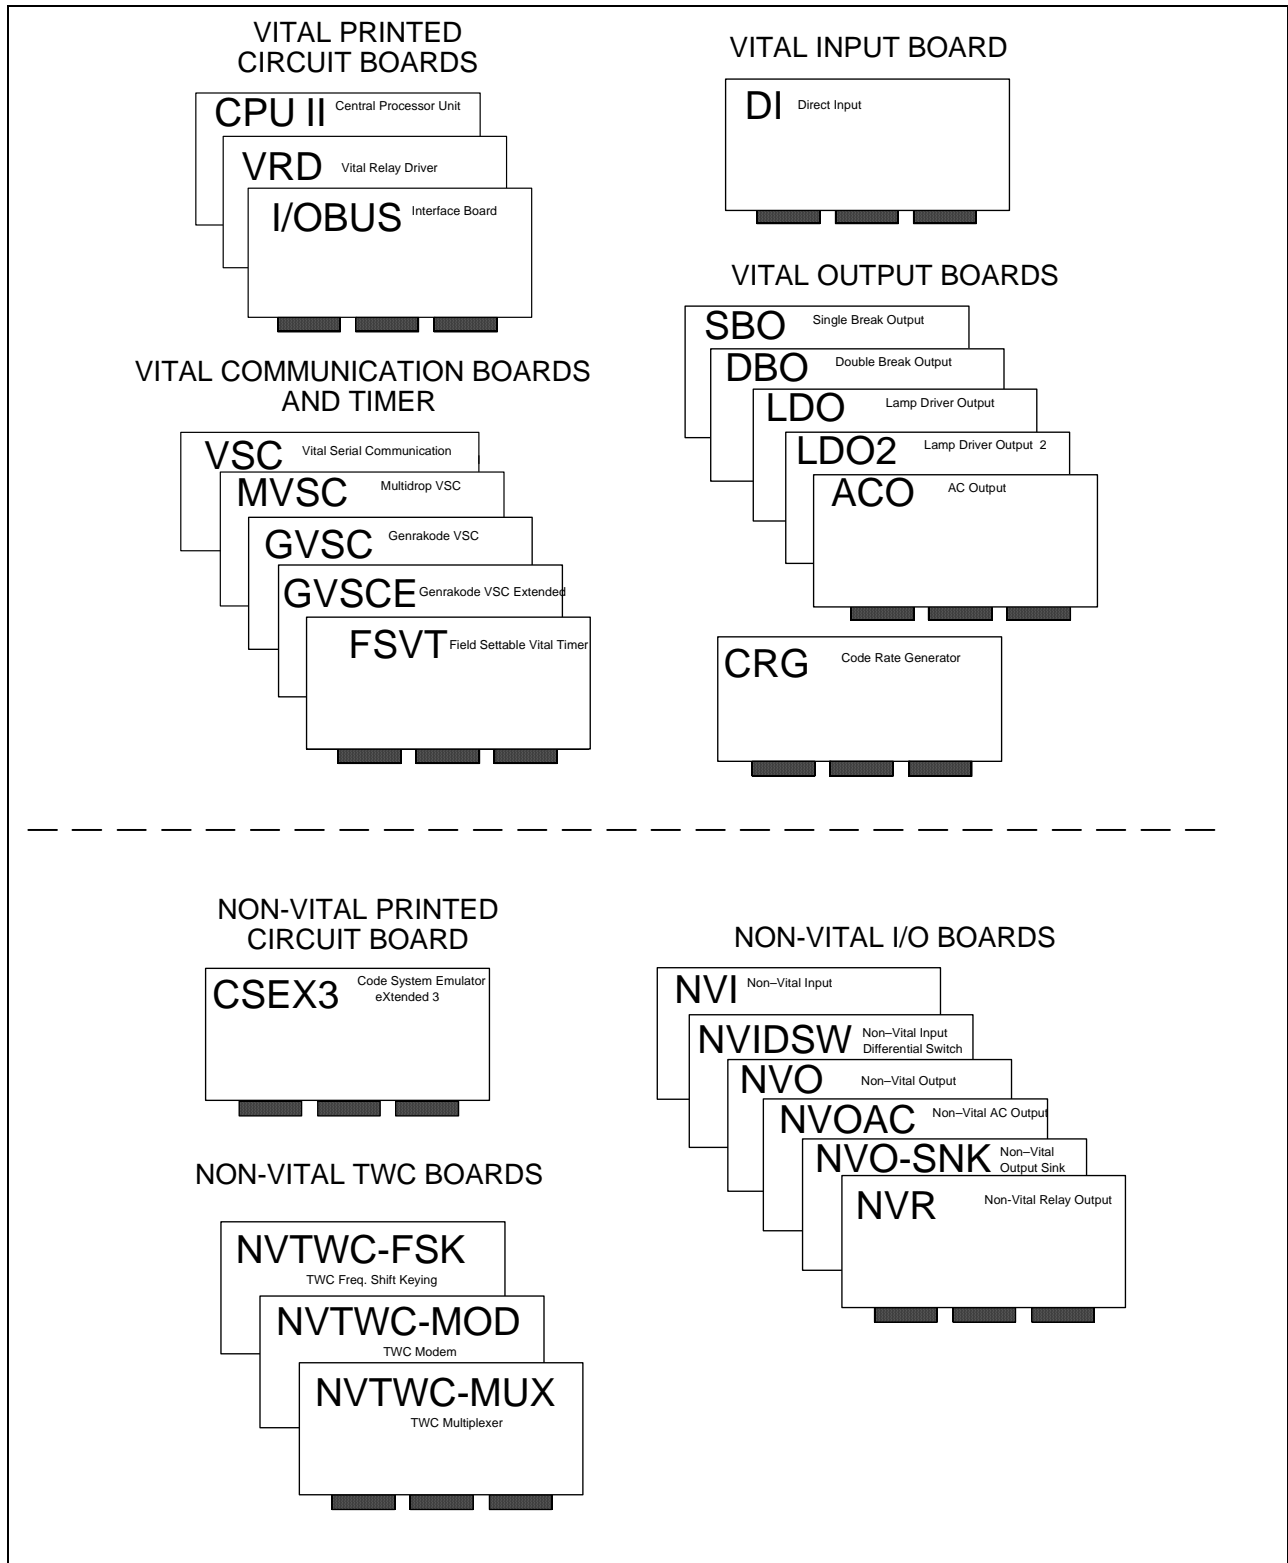 VITAL PRINTED
CIRCUIT BOARDS
CPU II Central Processor Unit
VRD Vital Relay Driver
I/OBUS Interface Board
VITAL INPUT BOARD
DI Direct Input
VITAL OUTPUT BOARDS
SBO Single Break Output
DBO Double Break Output
LDO Lamp Driver Output
LDO2 Lamp Driver Output 2
ACO AC Output
CRG Code Rate Generator
VITAL COMMUNICATION BOARDS
AND TIMER
VSC Vital Serial Communication
MVSC Multidrop VSC
GVSC Genrakode VSC
GVSCE Genrakode VSC Extended
FSVT Field Settable Vital Timer
NON-VITAL PRINTED
CIRCUIT BOARD
CSEX3 Code System Emulator
eXtended 3
NON-VITAL I/O BOARDS
NVI Non–Vital Input
NVIDSW Non–Vital Input
Differential Switch
NVO Non–Vital Output
NVOAC Non–Vital AC Output
NVO-SNK Non–Vital
Output Sink
NVR Non-Vital Relay Output
NON-VITAL TWC BOARDS
NVTWC-FSK
TWC Freq. Shift Keying
NVTWC-MOD
TWC Modem
NVTWC-MUX
TWC Multiplexer